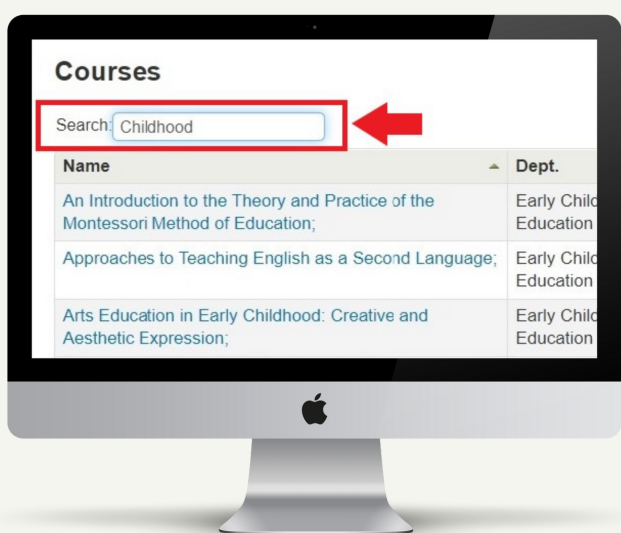 Courses
Search: Childhood
Name Dept.
An Introduction to the Theory and Practice of the
Montessori Method of Education;
Early Child
Education
Approaches to Teaching English as a Second Language;
Early Child
Education
Arts Education in Early Childhood: Creative and
Aesthetic Expression;
Early Child
Education